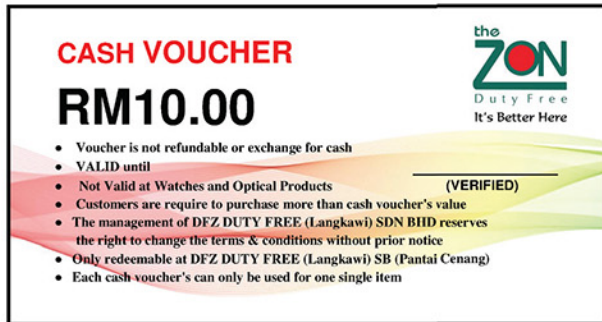 CASH VOUCHER
RM10.00
the
ZON
Duty Free
It's Better Here
• Voucher is not refundable or exchange for cash
• VALID until
• Not Valid at Watches and Optical Products
(VERIFIED)
• Customers are require to purchase more than cash voucher's value
• The management of DFZ DUTY FREE (Langkawi) SDN BHD reserves
the right to change the terms & conditions without prior notice
• Only redeemable at DFZ DUTY FREE (Langkawi) SB (Pantai Cenang)
• Each cash voucher's can only be used for one single item